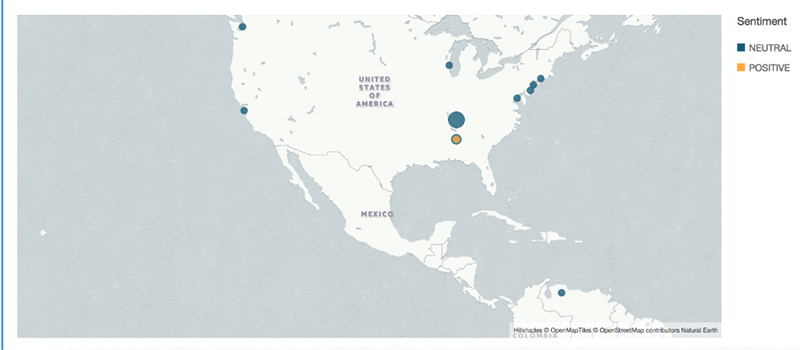 Sentiment
NEUTRAL
POSITIVE
UNITED
STATES
OF
AMERICA
MEXICO
Hillshades © OpenMapTiles © OpenStreetMap contributors Natural Earth
COLOMBIA